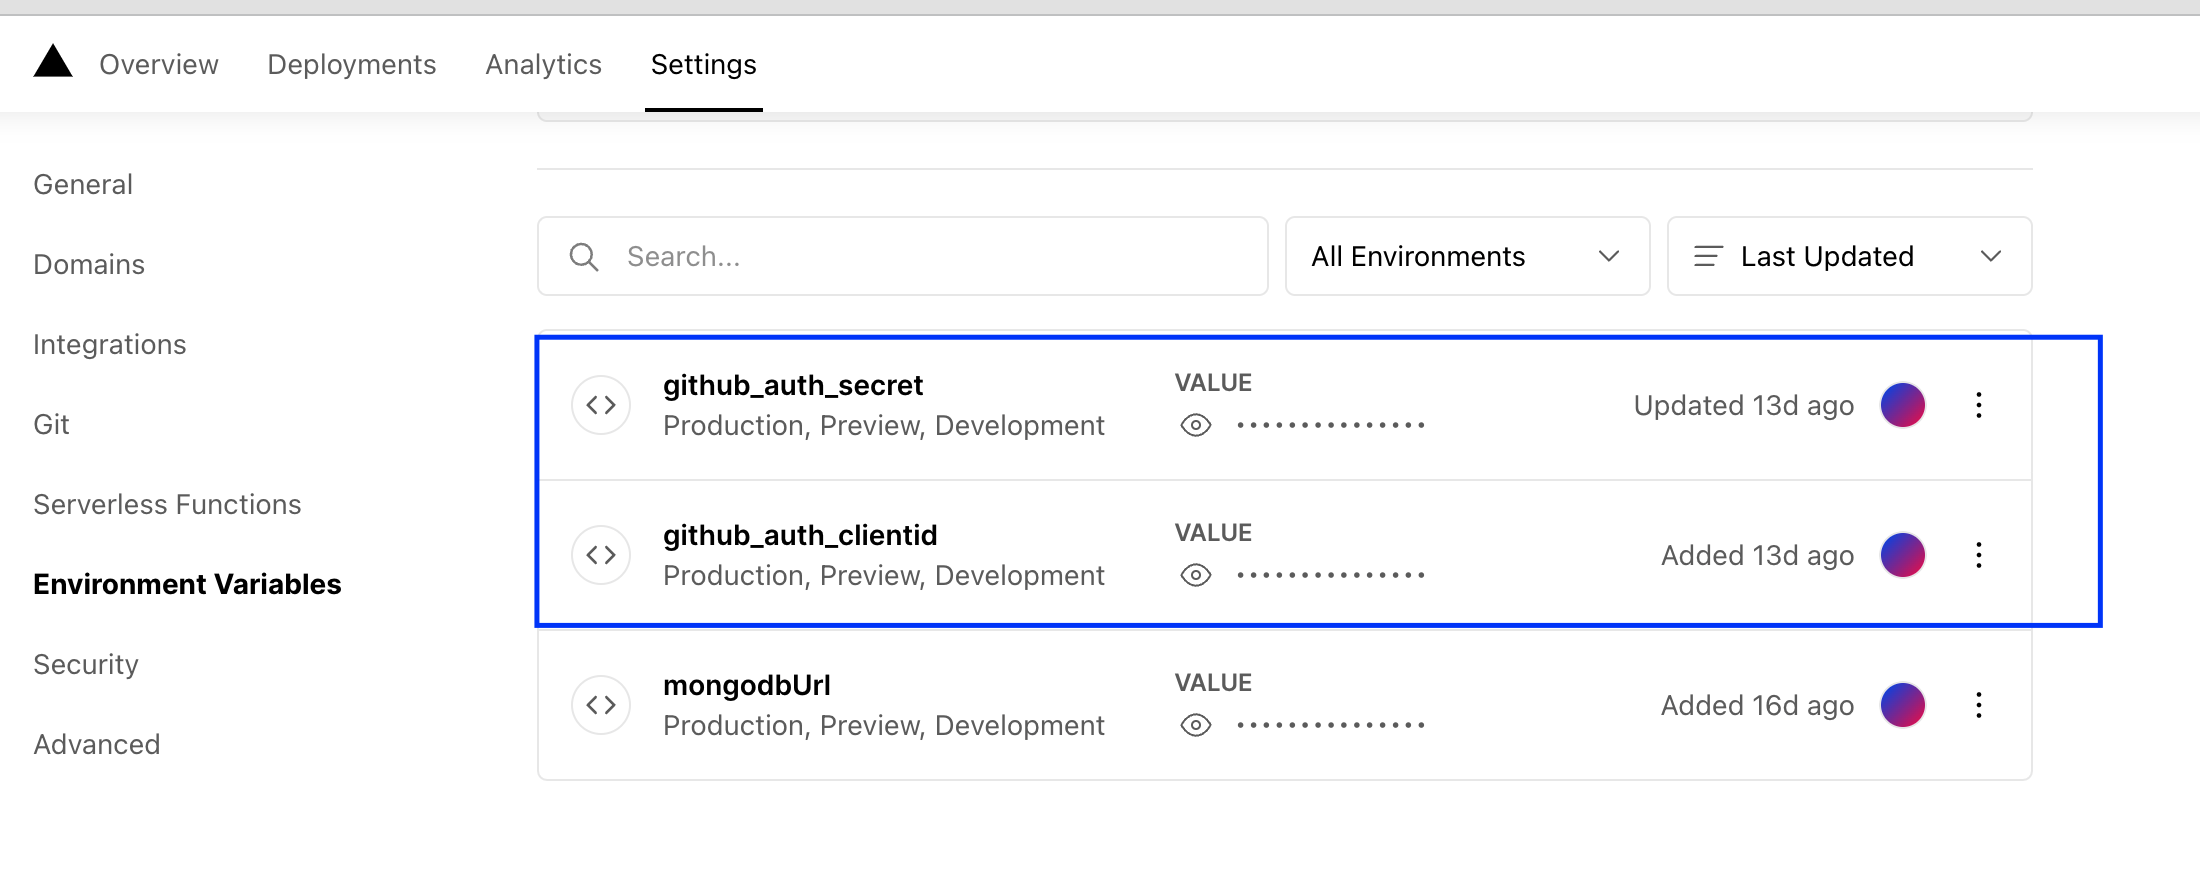 Overview Deployments Analytics Settings
General
Domains
Integrations
Git
Serverless Functions
Environment Variables
Security
Advanced
Search... All Environments Last Updated
github_auth_secret VALUE
Production, Preview, Development
Updated 13d ago
github_auth_clientid VALUE
Production, Preview, Development
Added 13d ago
mongodbUrl VALUE
Production, Preview, Development
Added 16d ago